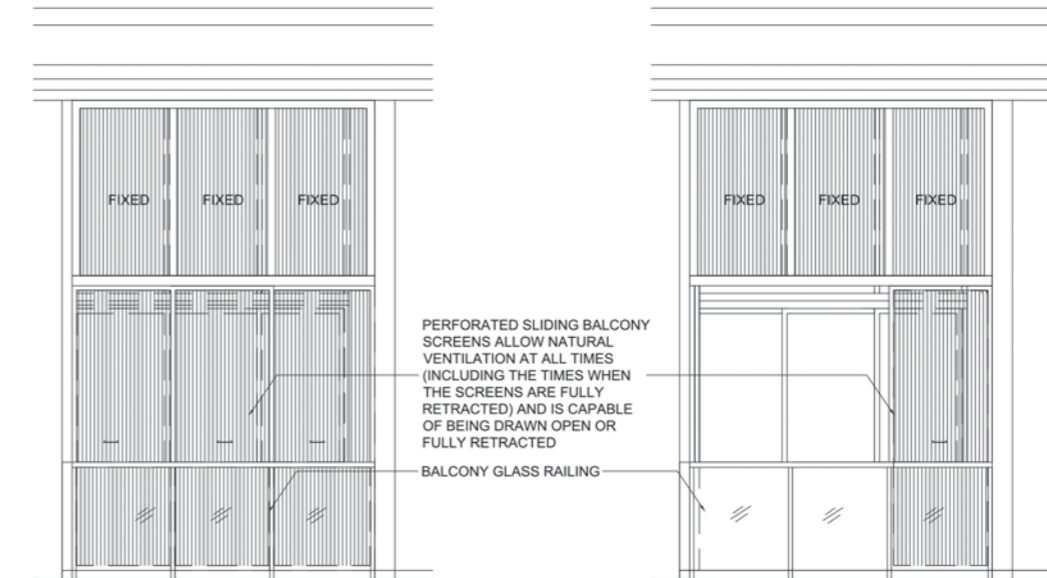 FIXED FIXED FIXED
FIXED FIXED FIXED
PERFORATED SLIDING BALCONY
SCREENS ALLOW NATURAL
VENTILATION AT ALL TIMES
(INCLUDING THE TIMES WHEN
THE SCREENS ARE FULLY
RETRACTED) AND IS CAPABLE
OF BEING DRAWN OPEN OR
FULLY RETRACTED
BALCONY GLASS RAILING